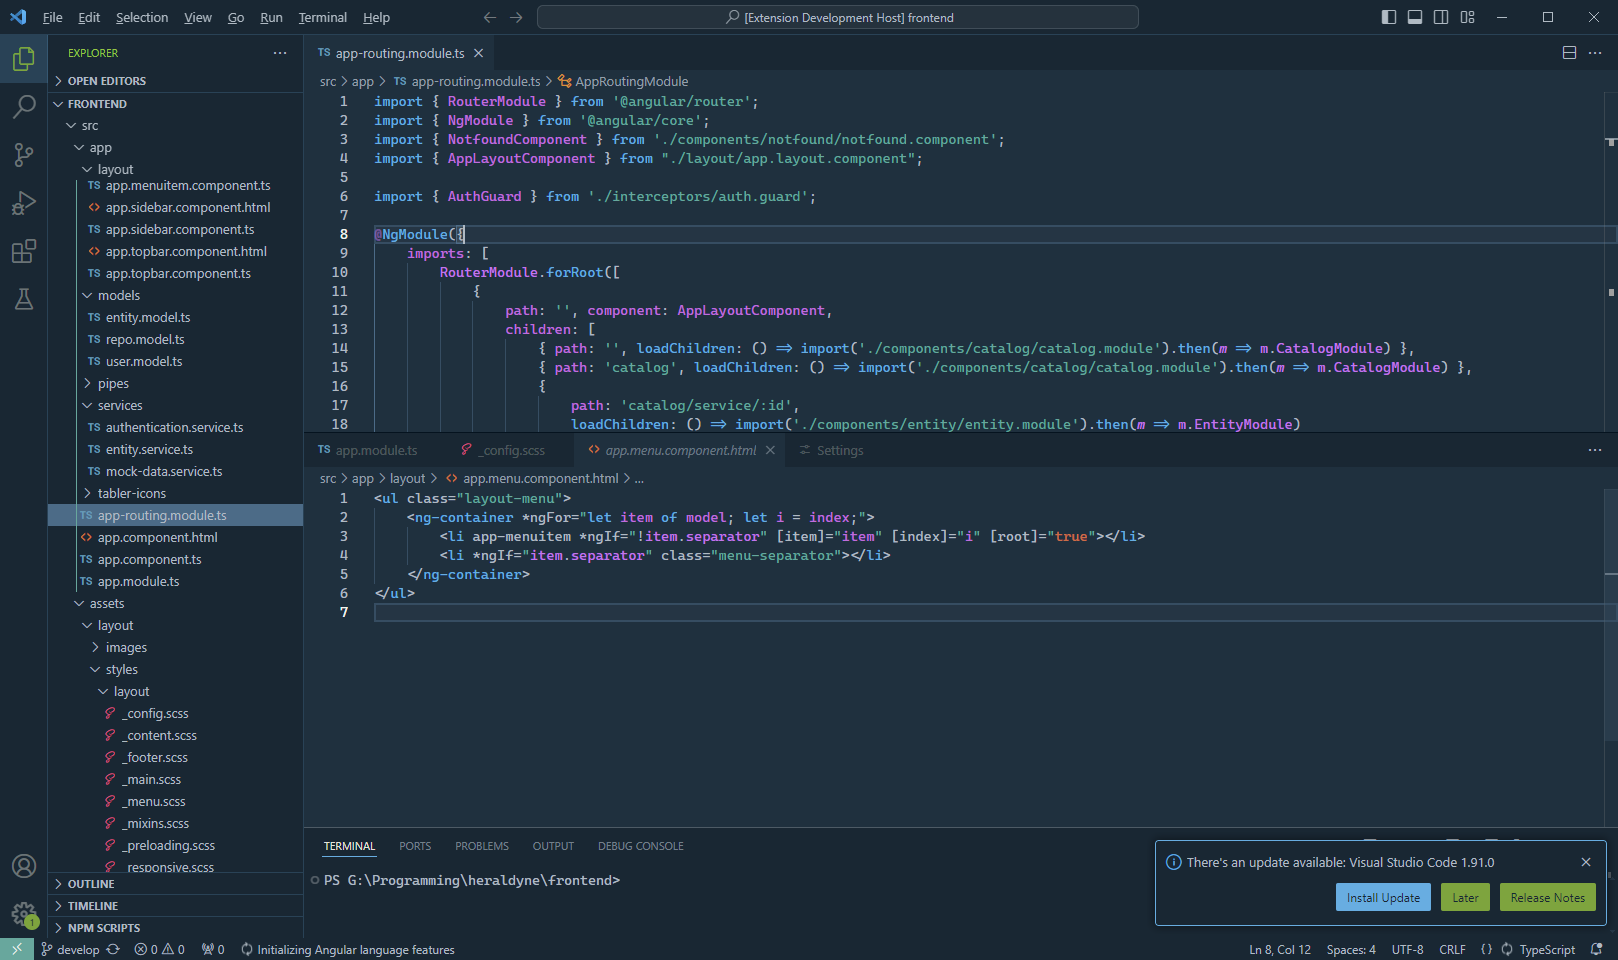 File Edit Selection View Go Run Terminal Help
[Extension Development Host] frontend
EXPLORER
OPEN EDITORS
FRONTEND
src
app
layout
TS app.menuitem.component.ts
<> app.sidebar.component.html
TS app.sidebar.component.ts
<> app.topbar.component.html
TS app.topbar.component.ts
models
TS entity.model.ts
TS repo.model.ts
TS user.model.ts
pipes
services
TS authentication.service.ts
TS entity.service.ts
TS mock-data.service.ts
tabler-icons
TS app-routing.module.ts
<> app.component.html
TS app.component.ts
TS app.module.ts
assets
layout
images
styles
layout
_config.scss
_content.scss
_footer.scss
_main.scss
_menu.scss
_mixins.scss
_preloading.scss
_responsive.scss
OUTLINE
TIMELINE
NPM SCRIPTS
TS app-routing.module.ts
src > app > TS app-routing.module.ts > AppRoutingModule
1 import { RouterModule } from '@angular/router';
2 import { NgModule } from '@angular/core';
3 import { NotfoundComponent } from './components/notfound/notfound.component';
4 import { AppLayoutComponent } from "./layout/app.layout.component";
5
6 import { AuthGuard } from './interceptors/auth.guard';
7
8 @NgModule({
9 imports: [
10 RouterModule.forRoot([
11 {
12 path: '', component: AppLayoutComponent,
13 children: [
14 { path: '', loadChildren: () => import('./components/catalog/catalog.module').then(m => m.CatalogModule) },
15 { path: 'catalog', loadChildren: () => import('./components/catalog/catalog.module').then(m => m.CatalogModule) },
16 {
17 path: 'catalog/service/:id',
18 loadChildren: () => import('./components/entity/entity.module').then(m => m.EntityModule)
TS app.module.ts _config.scss <> app.menu.component.html Settings
src > app > layout > <> app.menu.component.html > ...
1 <ul class="layout-menu">
2 <ng-container *ngFor="let item of model; let i = index;">
3 <li app-menuitem *ngIf="!item.separator" [item]="item" [index]="i" [root]="true"></li>
4 <li *ngIf="item.separator" class="menu-separator"></li>
5 </ng-container>
6 </ul>
7
TERMINAL PORTS PROBLEMS OUTPUT DEBUG CONSOLE
PS G:\Programming\heraldyne\frontend>
There's an update available: Visual Studio Code 1.91.0
Install Update Later Release Notes
1
develop 0 0 0 Initializing Angular language features Ln 8, Col 12 Spaces: 4 UTF-8 CRLF {} TypeScript